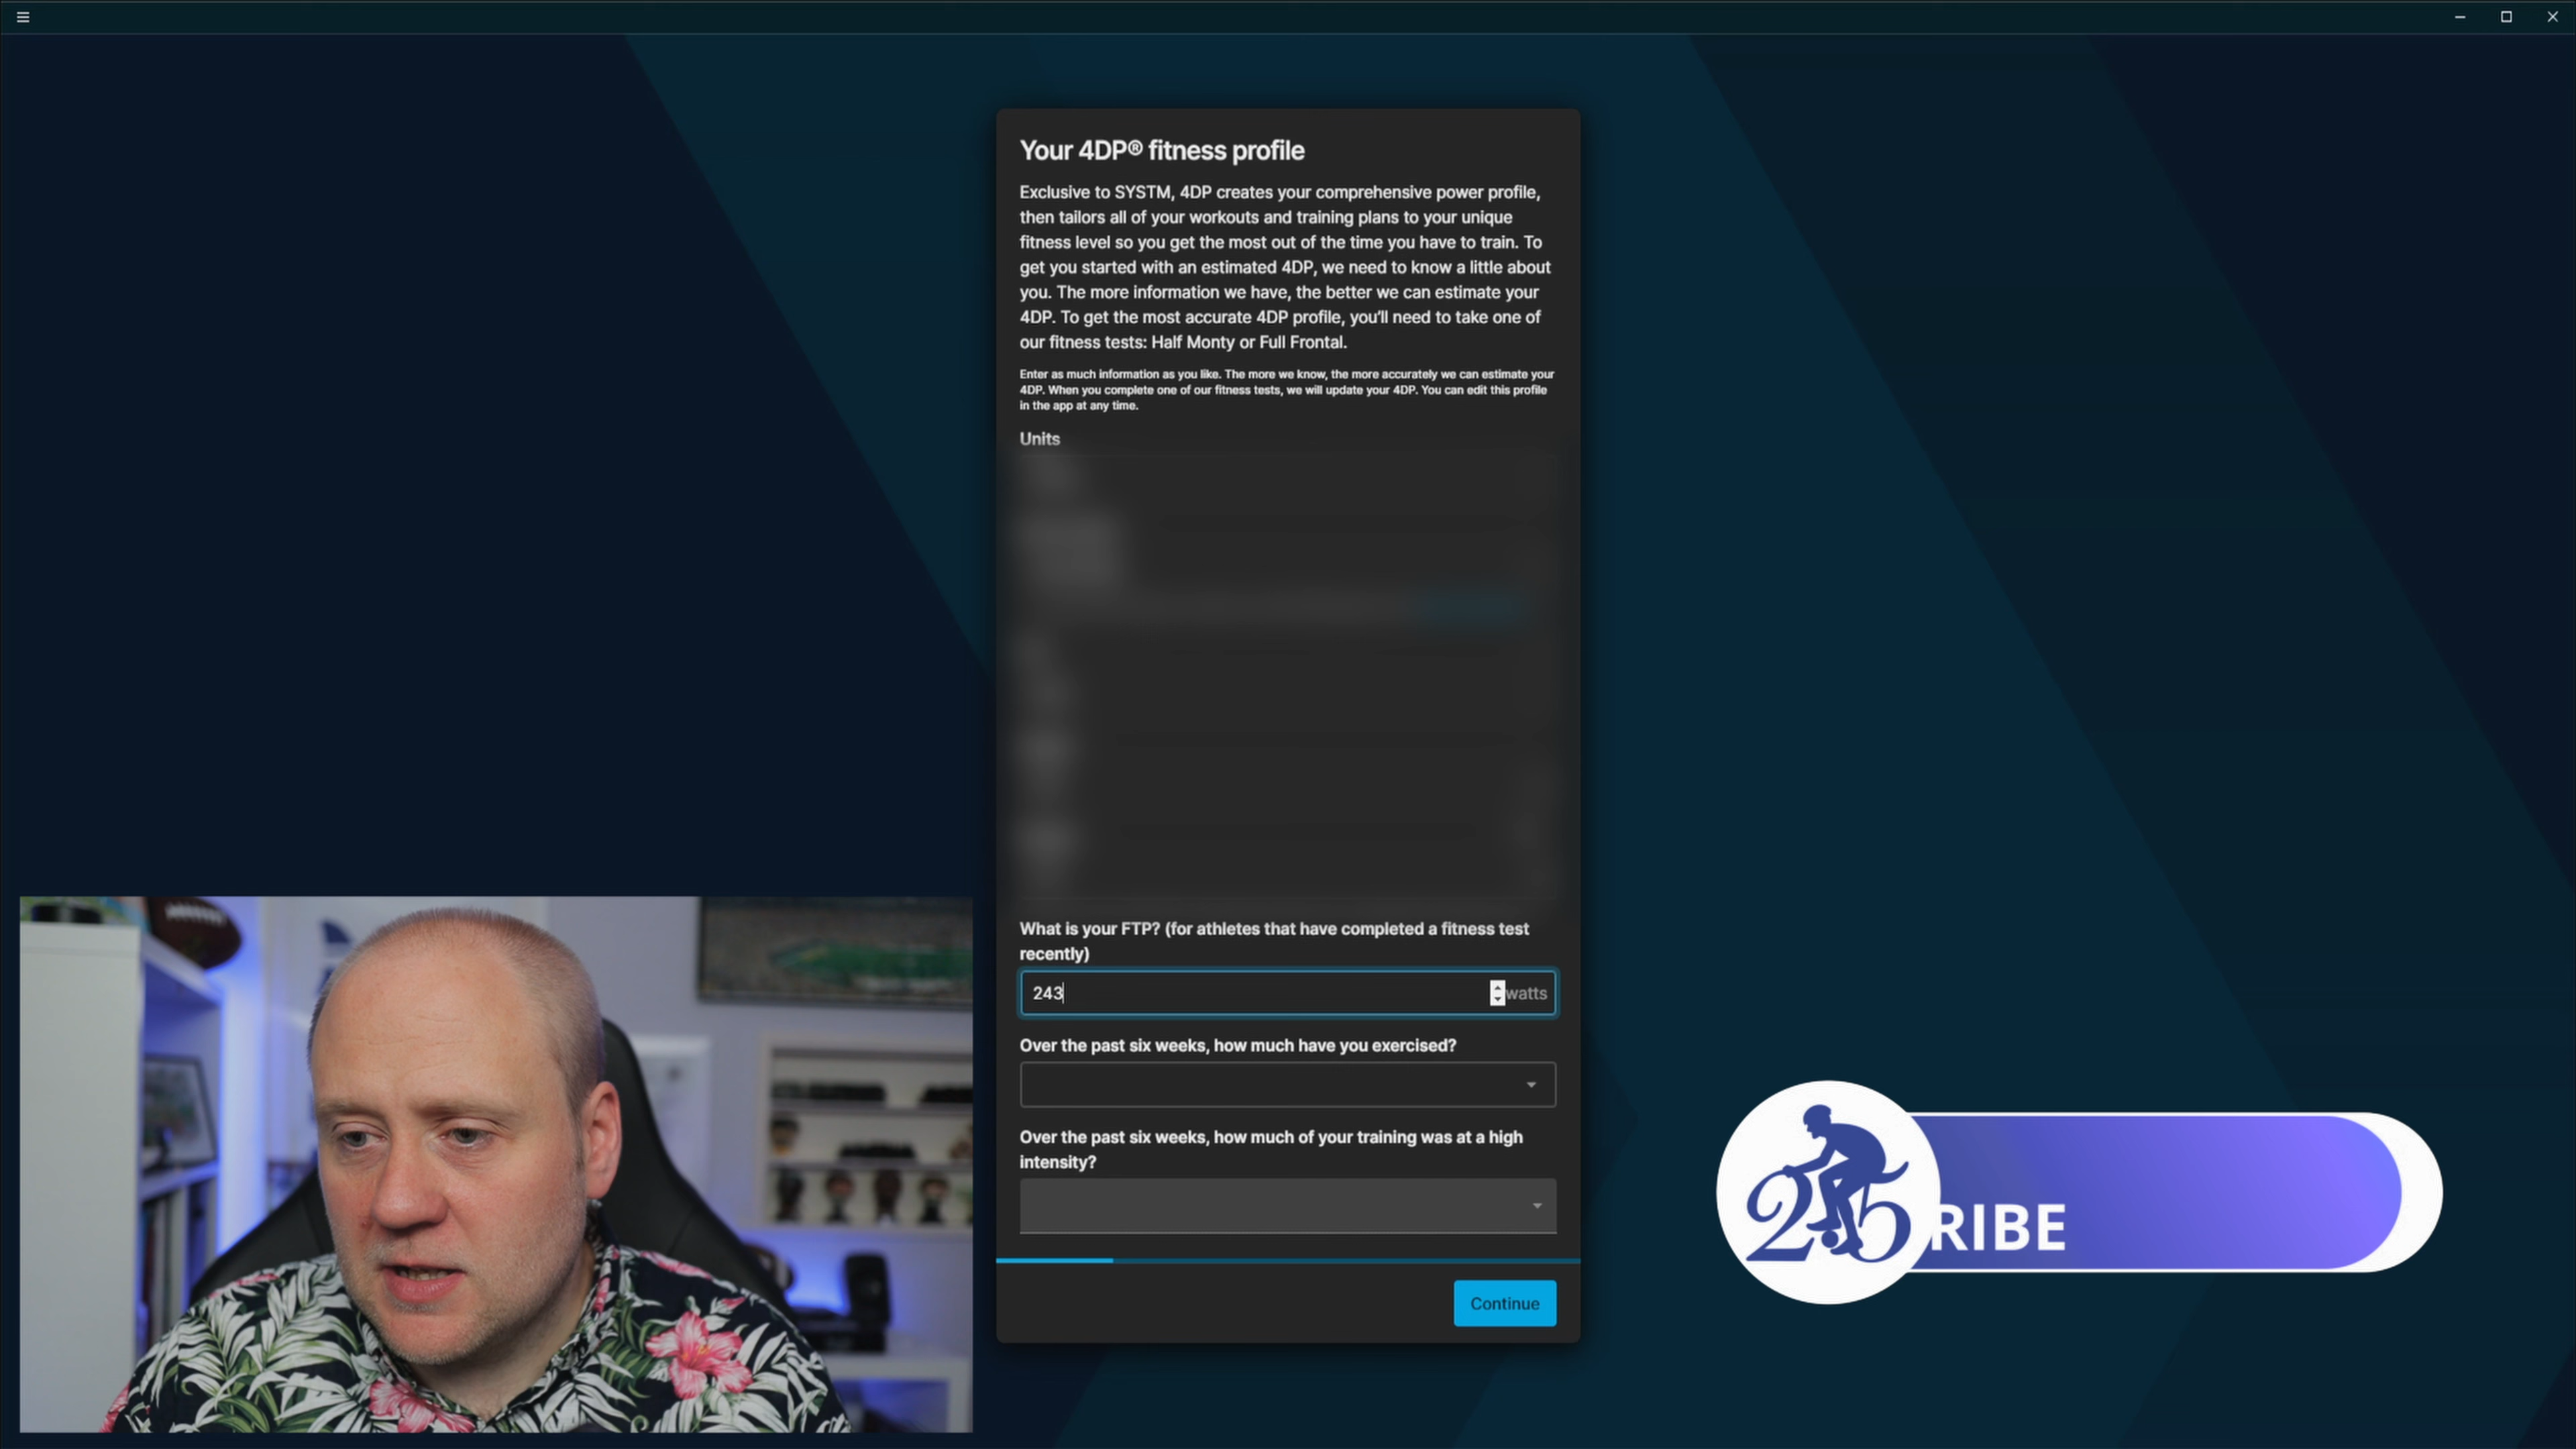 Your 4DP® fitness profile
Exclusive to SYSTM, 4DP creates your comprehensive power profile,
then tailors all of your workouts and training plans to your unique
fitness level so you get the most out of the time you have to train. To
get you started with an estimated 4DP, we need to know a little about
you. The more information we have, the better we can estimate your
4DP. To get the most accurate 4DP profile, you'll need to take one of
our fitness tests: Half Monty or Full Frontal.
Enter as much information as you like. The more we know, the more accurately we can estimate your
4DP. When you complete one of our fitness tests, we will update your 4DP. You can edit this profile
in the app at any time.
Units
What is your FTP? (for athletes that have completed a fitness test
recently)
243 watts
Over the past six weeks, how much have you exercised?
Over the past six weeks, how much of your training was at a high
intensity?
Continue
25
RIBE